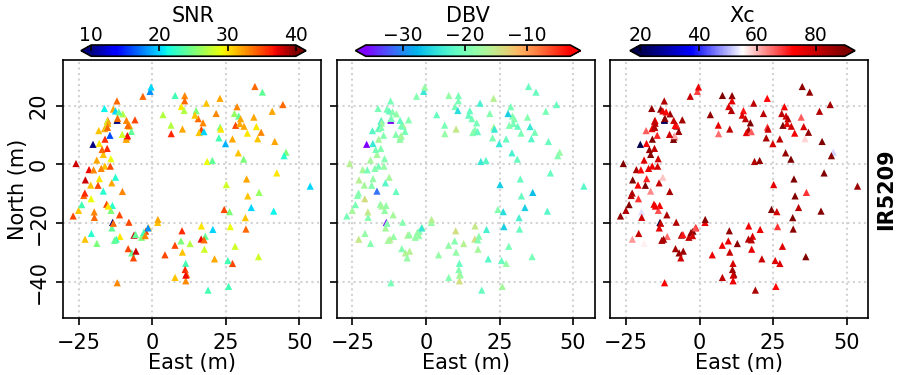 SNR DBV Xc
10 20 30 40 −30 −20 −10 20 40 60 80
20
0
−20
−40
North (m)
−25 0 25 50 −25 0 25 50 −25 0 25 50
East (m) East (m) East (m)
IR5209